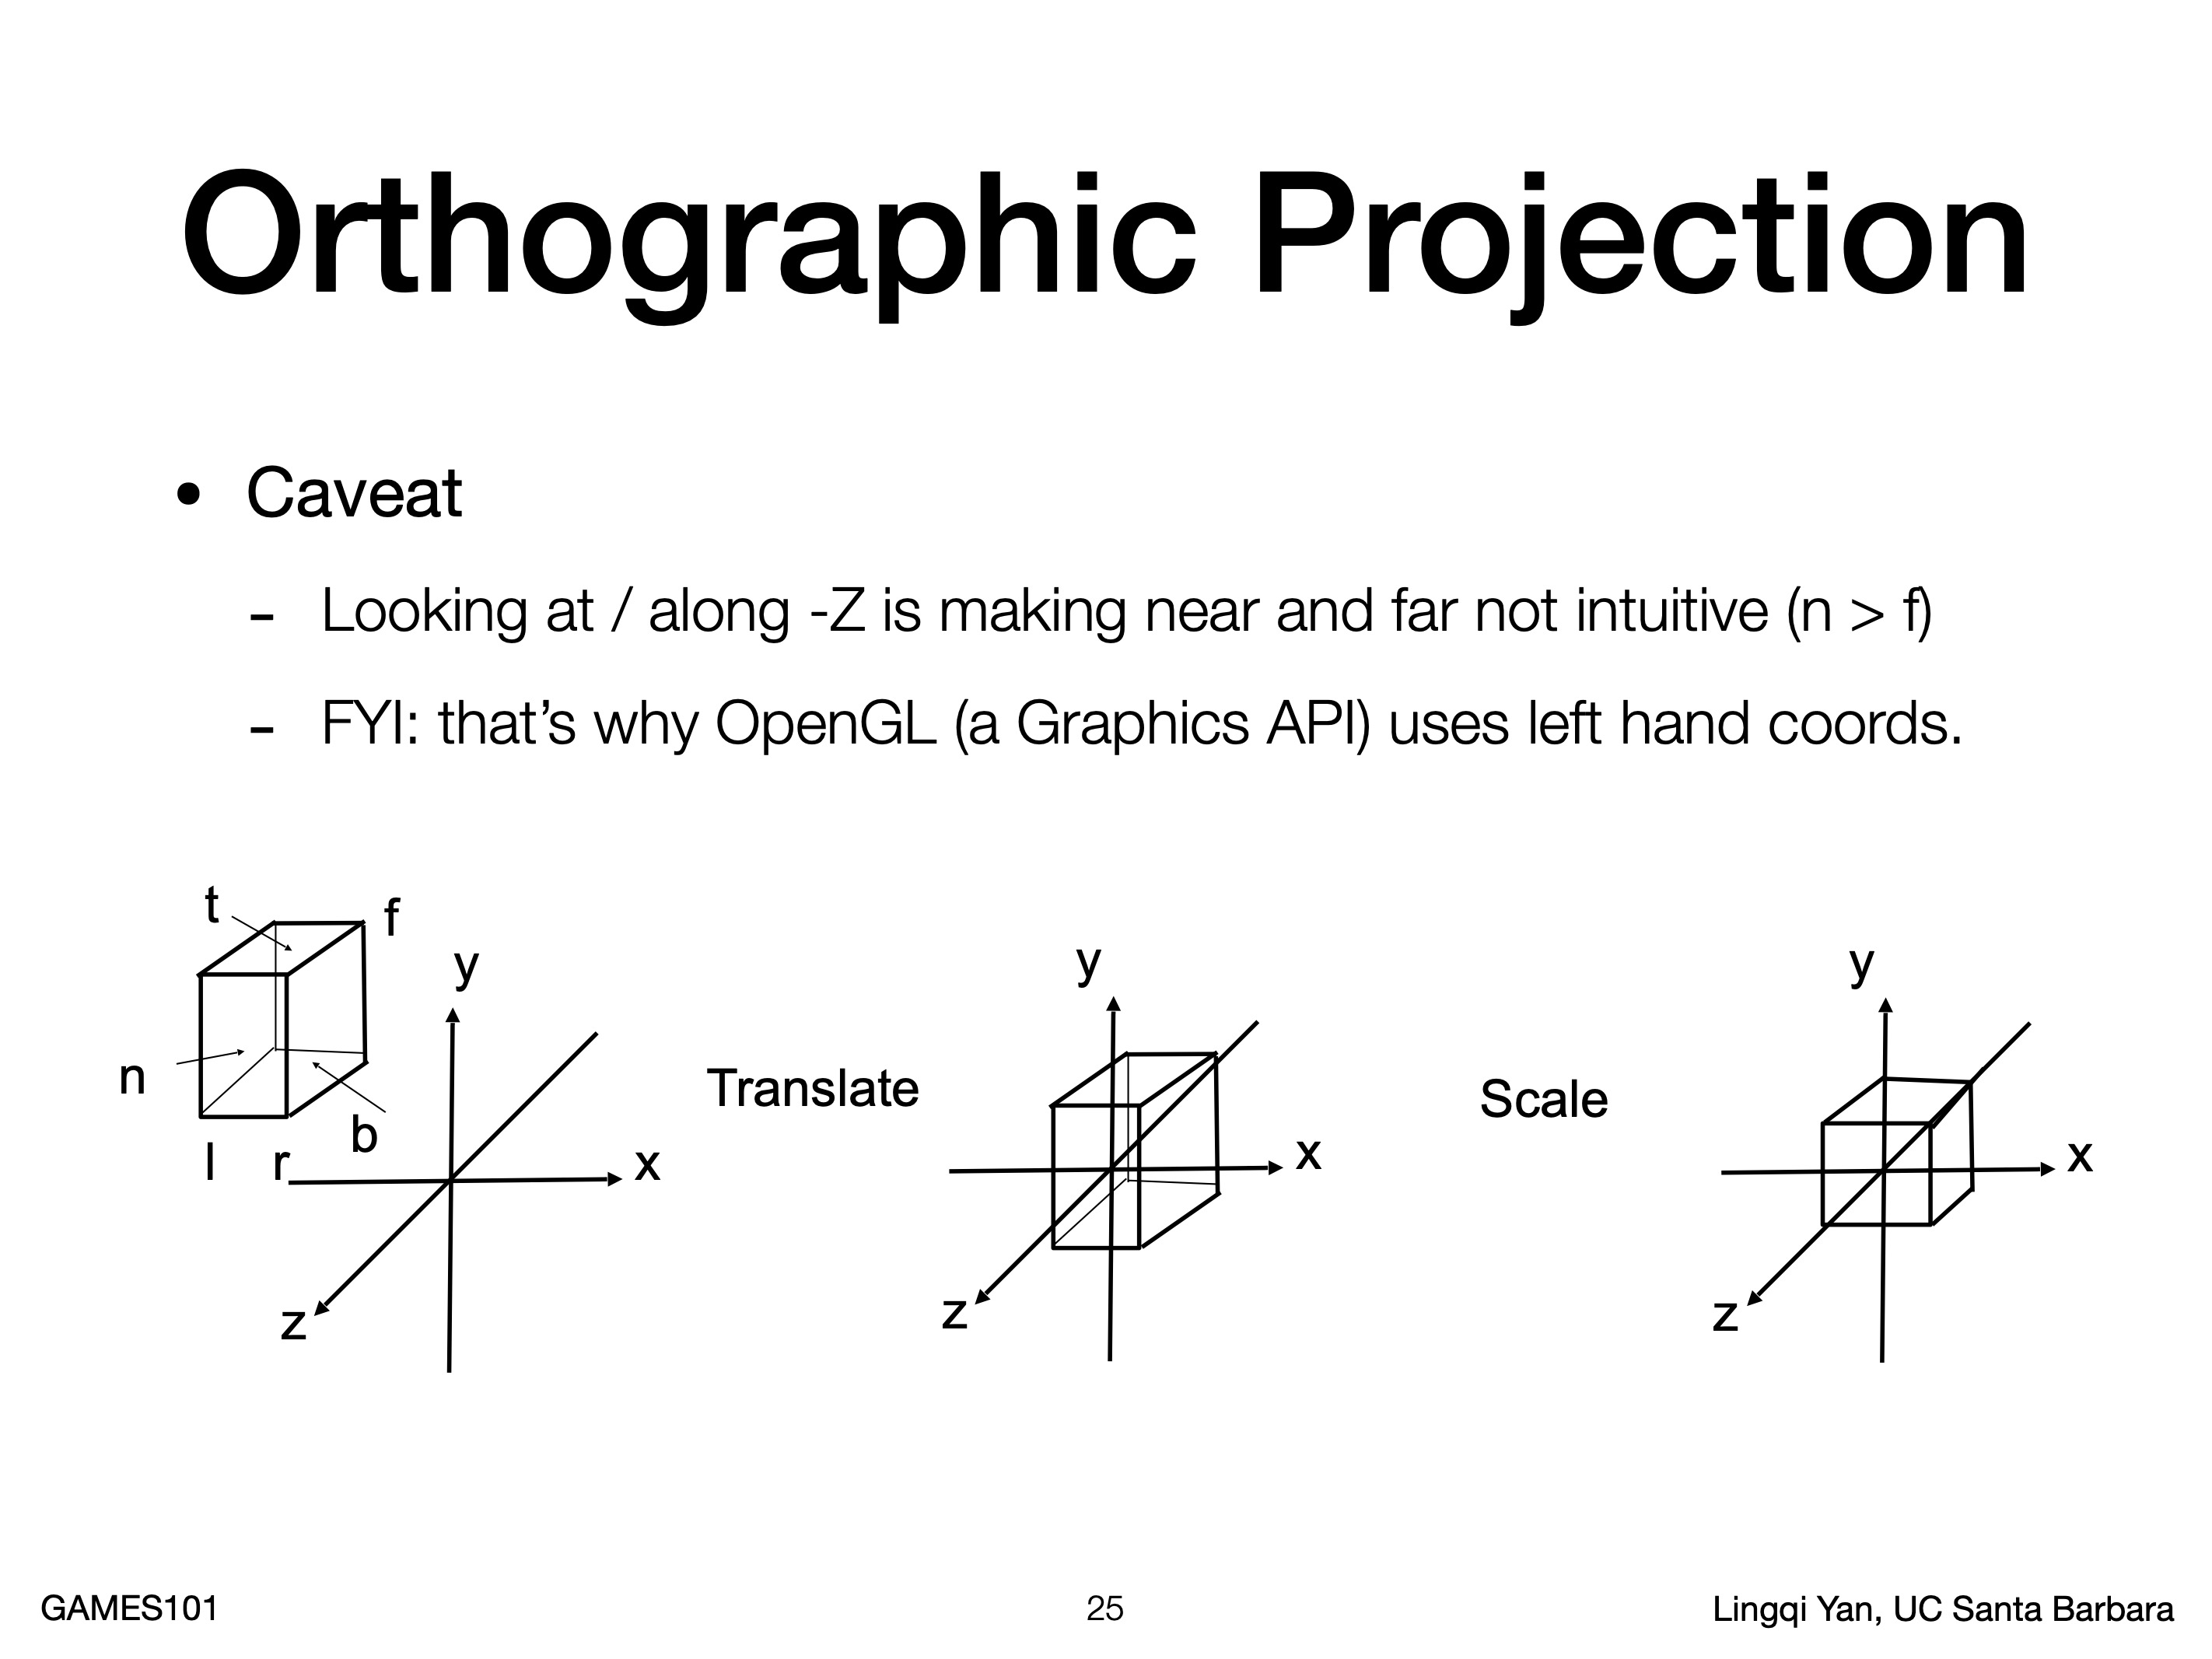 Orthographic Projection
• Caveat
- Looking at / along -Z is making near and far not intuitive (n > f)
- FYI: that's why OpenGL (a Graphics API) uses left hand coords.
t
f
n
l
r
b
y
x
z
Translate
y
x
z
Scale
y
x
z
GAMES101
25
Lingqi Yan, UC Santa Barbara